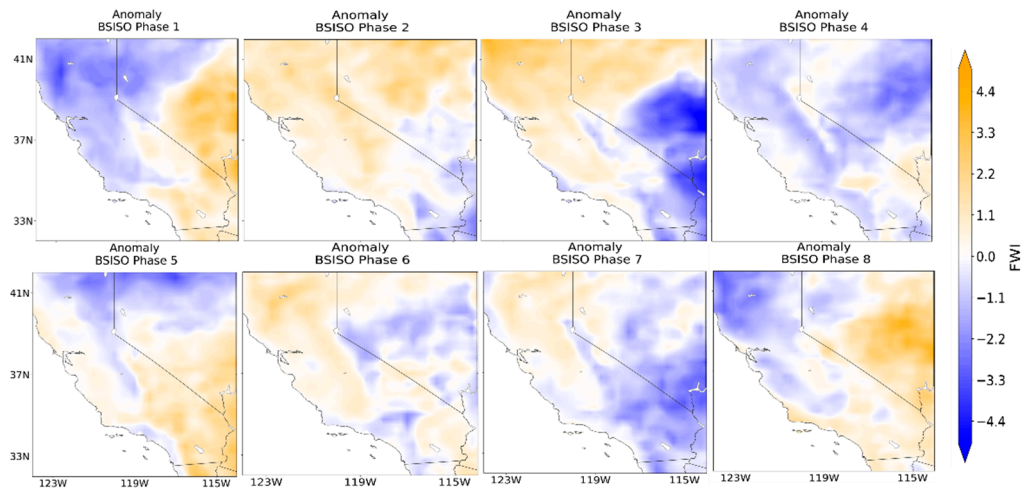 Anomaly
BSISO Phase 1
Anomaly
BSISO Phase 2
Anomaly
BSISO Phase 3
Anomaly
BSISO Phase 4
41N
37N
33N
Anomaly
BSISO Phase 5
Anomaly
BSISO Phase 6
Anomaly
BSISO Phase 7
Anomaly
BSISO Phase 8
41N
37N
33N
123W 119W 115W
123W 119W 115W
123W 119W 115W
123W 119W 115W
4.4
3.3
2.2
1.1
0.0
−1.1
−2.2
−3.3
−4.4
FWI